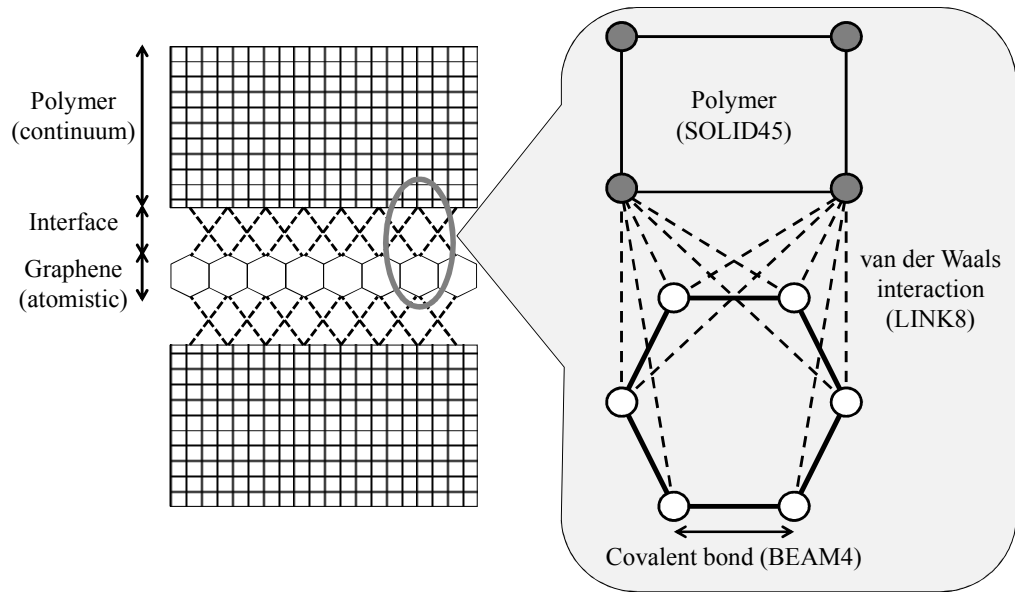 Polymer
(continuum)
Interface
Graphene
(atomistic)
Polymer
(SOLID45)
van der Waals
interaction
(LINK8)
Covalent bond (BEAM4)